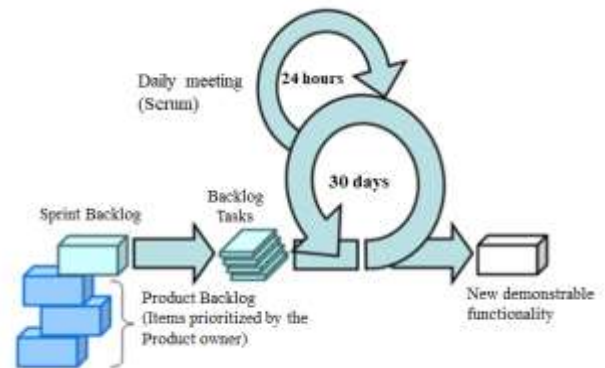 24 hours
Daily meeting
(Scrum)
30 days
Backlog
Tasks
Sprint Backlog
Product Backlog
(Items prioritized by the
Product owner)
New demonstrable
functionality